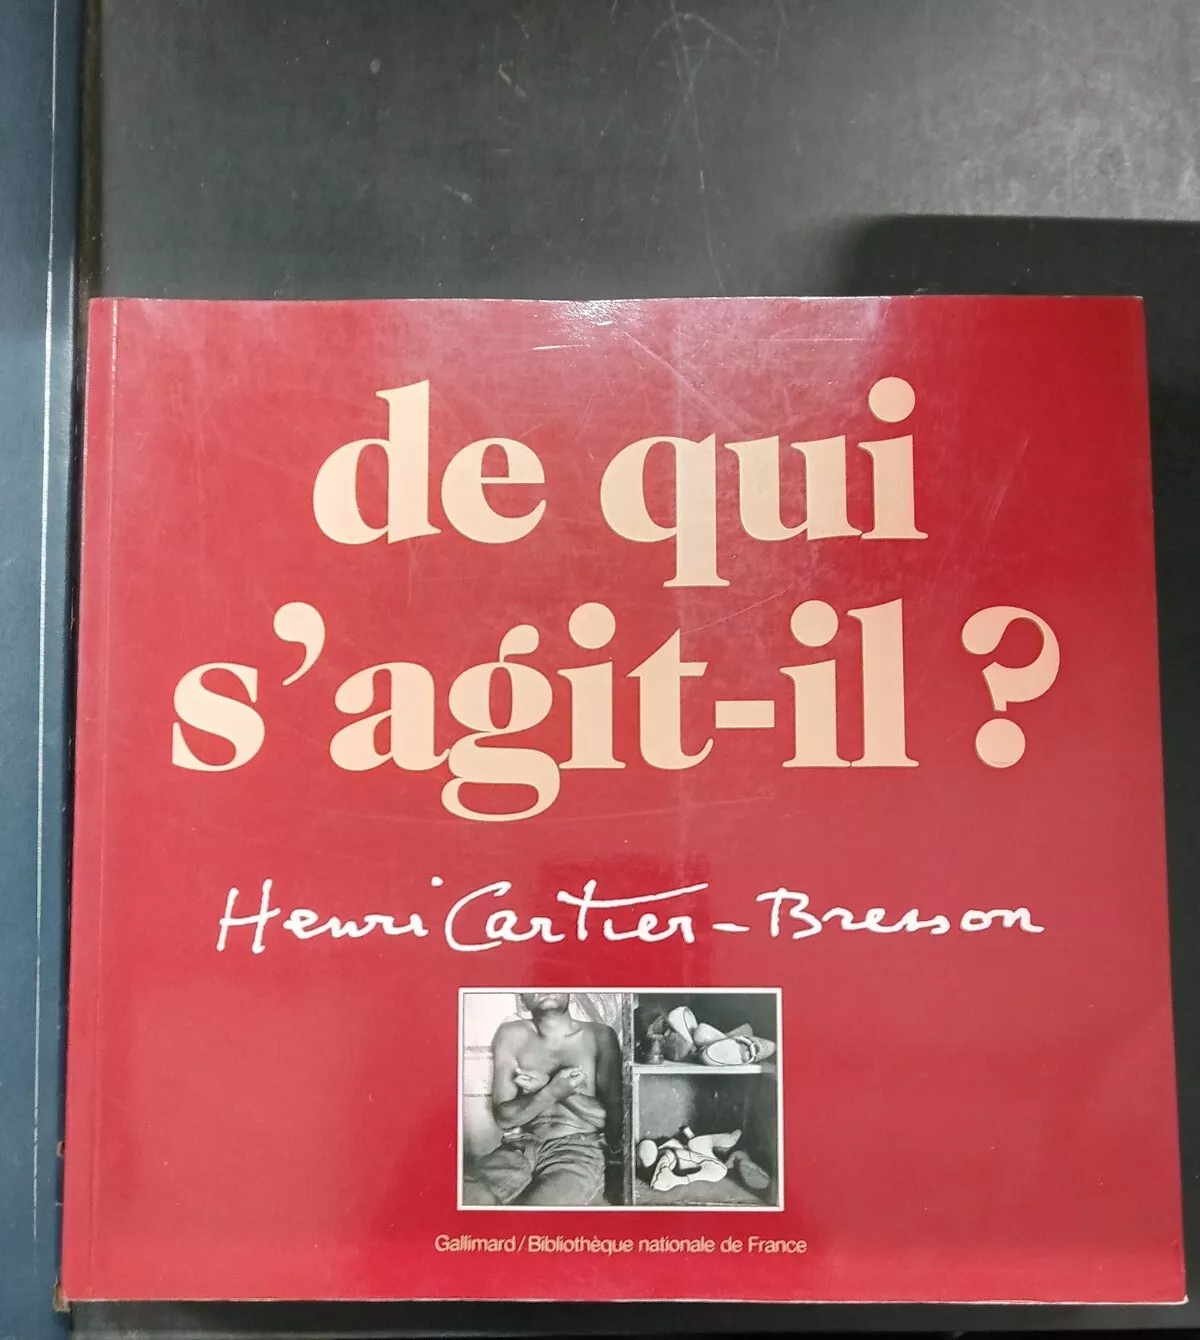 de qui
s'agit-il ?
Henri Cartier-Bresson
Gallimard/Bibliothèque nationale de France